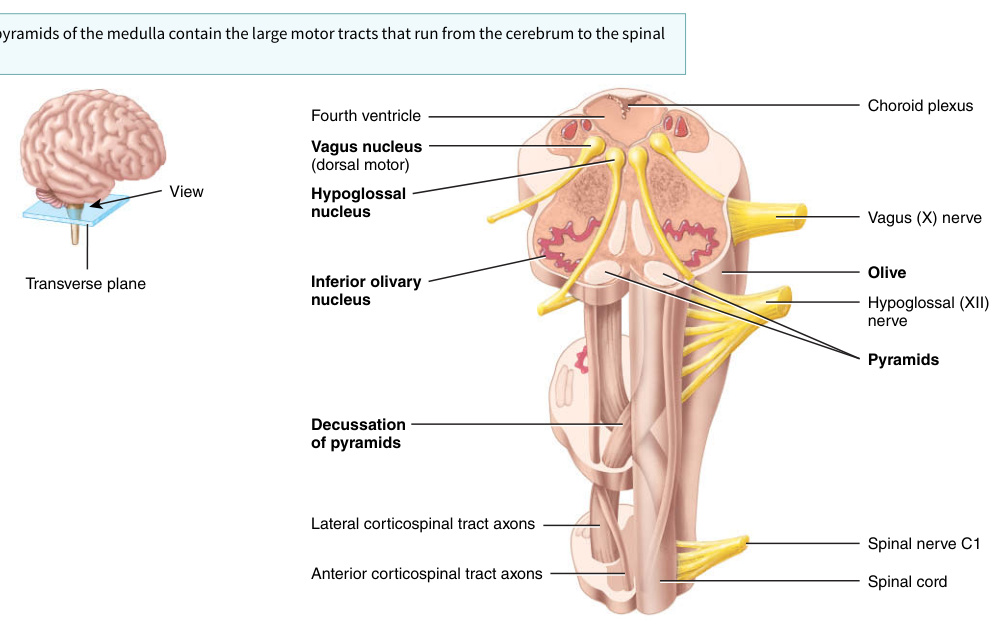 pyramids of the medulla contain the large motor tracts that run from the cerebrum to the spinal
Fourth ventricle
Vagus nucleus
(dorsal motor)
Hypoglossal
nucleus
Inferior olivary
nucleus
Decussation
of pyramids
Lateral corticospinal tract axons
Anterior corticospinal tract axons
View
Transverse plane
Choroid plexus
Vagus (X) nerve
Olive
Hypoglossal (XII)
nerve
Pyramids
Spinal nerve C1
Spinal cord